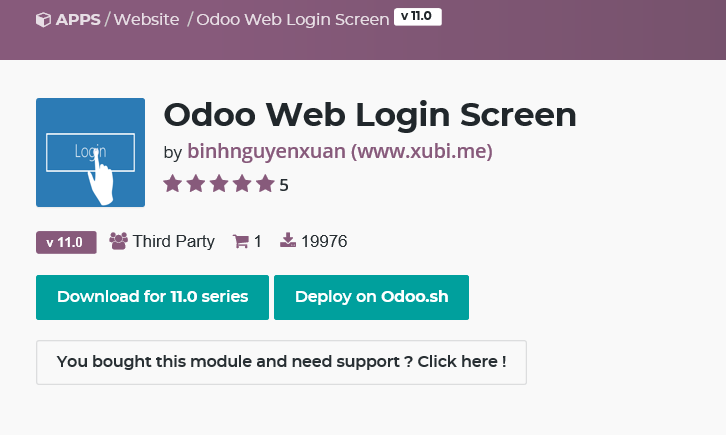 APPS / Website / Odoo Web Login Screen v 11.0
Login
Odoo Web Login Screen
by binhnguyenxuan (www.xubi.me)
5
v 11.0 Third Party 1 19976
Download for 11.0 series Deploy on Odoo.sh
You bought this module and need support ? Click here !